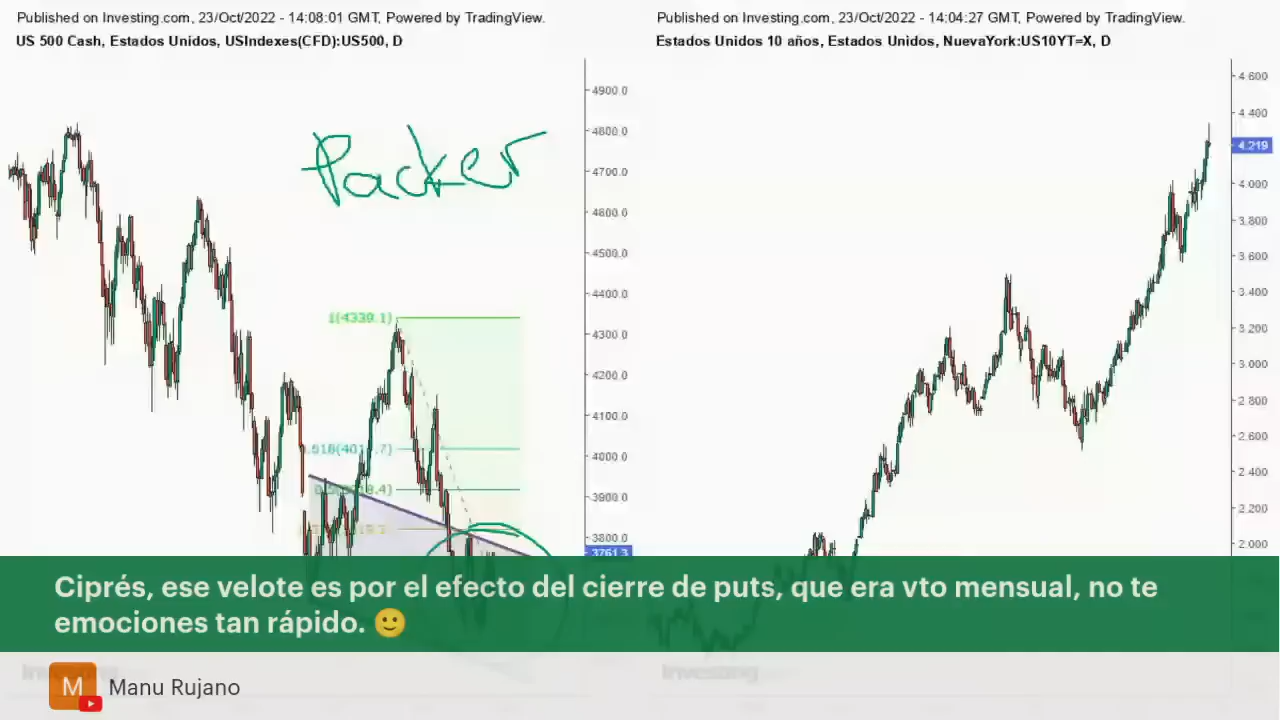 Published on Investing.com, 23/Oct/2022 - 14:08:01 GMT, Powered by TradingView.
US 500 Cash, Estados Unidos, USIndexes(CFD):US500, D
Packer
4900.0
4800.0
4700.0
4600.0
4500.0
4400.0
4300.0
4200.0
4100.0
4000.0
3900.0
3800.0
3761.3
1(4339.1)
Published on Investing.com, 23/Oct/2022 - 14:04:27 GMT, Powered by TradingView.
Estados Unidos 10 años, Estados Unidos, NuevaYork:US10YT=X, D
4.600
4.400
4.219
4.000
3.800
3.600
3.400
3.200
3.000
2.800
2.600
2.400
2.200
2.000
Ciprés, ese velote es por el efecto del cierre de puts, que era vto mensual, no te
emociones tan rápido. 🙂
Investing
Investing
M
Manu Rujano